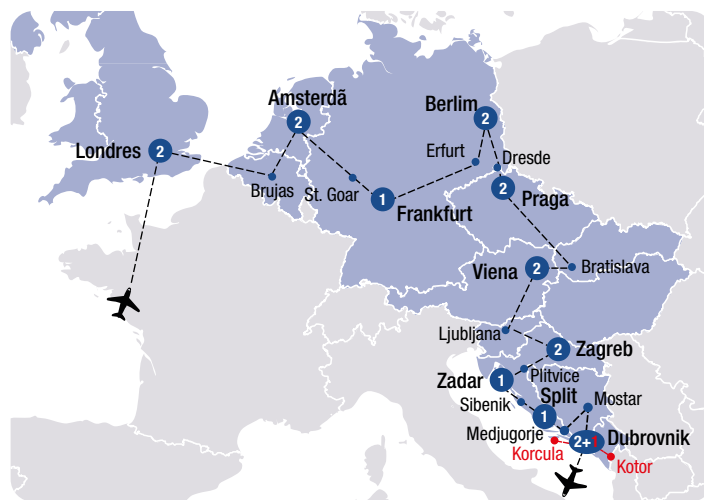 Amsterdã
2
Berlim
2
Londres
2
Erfurt
Dresde
Brujas
St. Goar
1
Frankfurt
2
Praga
Viena
2
Bratislava
Ljubljana
2
Zagreb
Zadar
1
Plitvice
Split
Mostar
Sibenik
1
Medjugorje
2+1
Dubrovnik
Korcula
Kotor